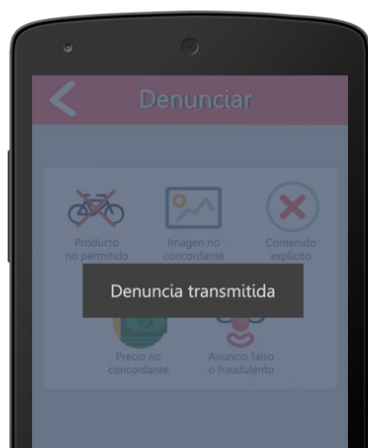 Denunciar
Producto
no permitido
Imagen no
concordante
Contenido
explícito
Denuncia transmitida
Precio no
concordante
Anuncio falso
o fraudulento